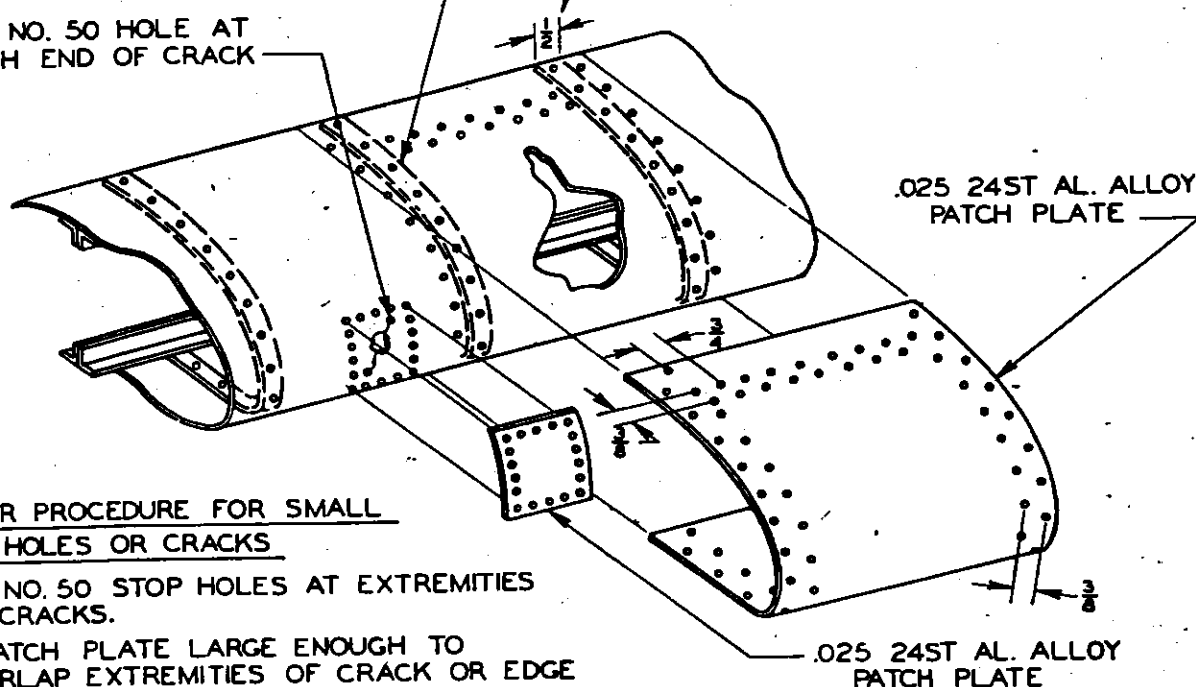 NO. 50 HOLE AT
H END OF CRACK
1/2
.025 24ST AL. ALLOY
PATCH PLATE
3/4
3/8
3/8
R PROCEDURE FOR SMALL
HOLES OR CRACKS
NO. 50 STOP HOLES AT EXTREMITIES
CRACKS.
ATCH PLATE LARGE ENOUGH TO
RLAP EXTREMITIES OF CRACK OR EDGE
.025 24ST AL. ALLOY
PATCH PLATE